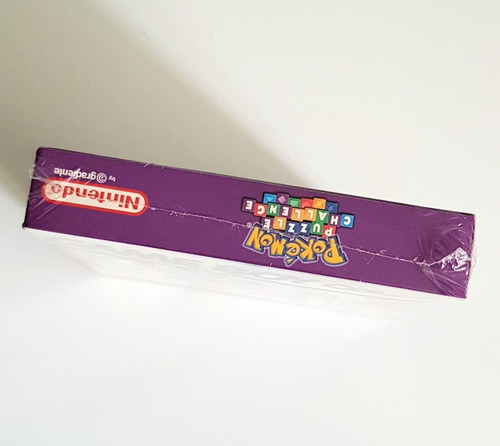 POKéMON®
PUZZLE
CHALLENGE
Nintendo®
by gradiente